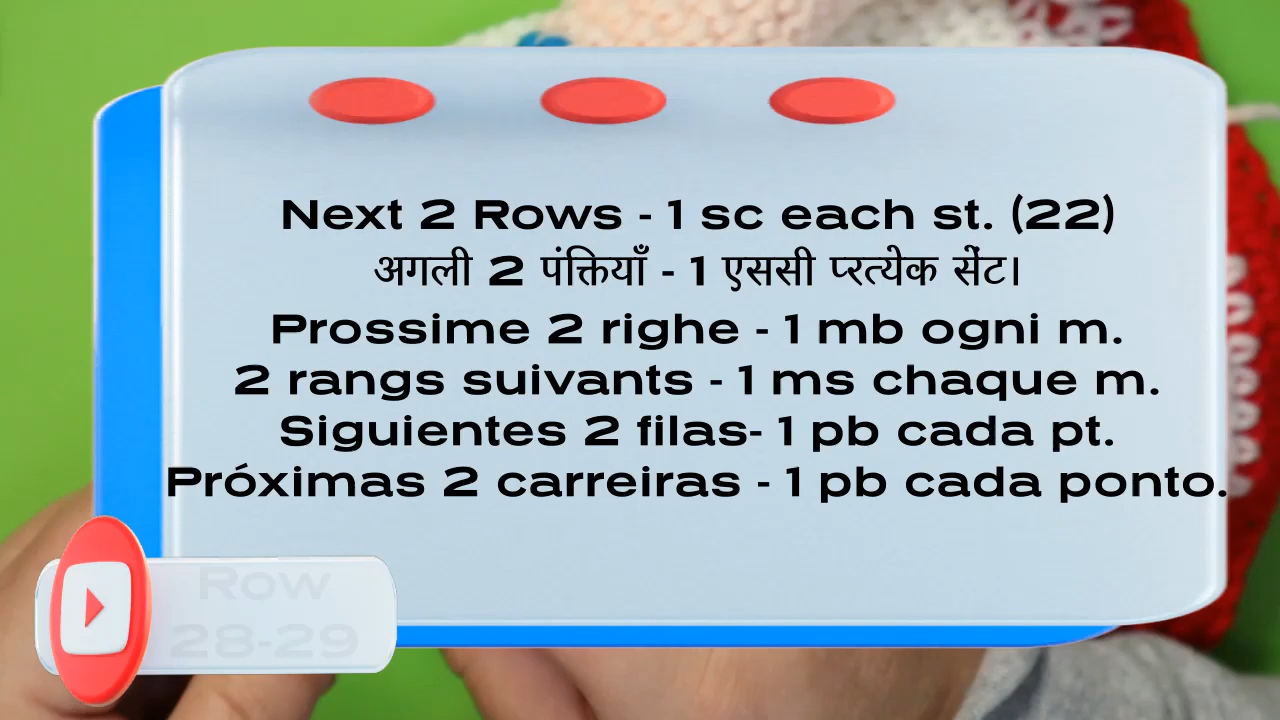 Next 2 Rows - 1 sc each st. (22)
अगली 2 पंक्तियाँ - 1 एससी प्रत्येक सेंट।
Prossime 2 righe - 1 mb ogni m.
2 rangs suivants - 1 ms chaque m.
Siguientes 2 filas- 1 pb cada pt.
Próximas 2 carreiras - 1 pb cada ponto.
Row
28-29